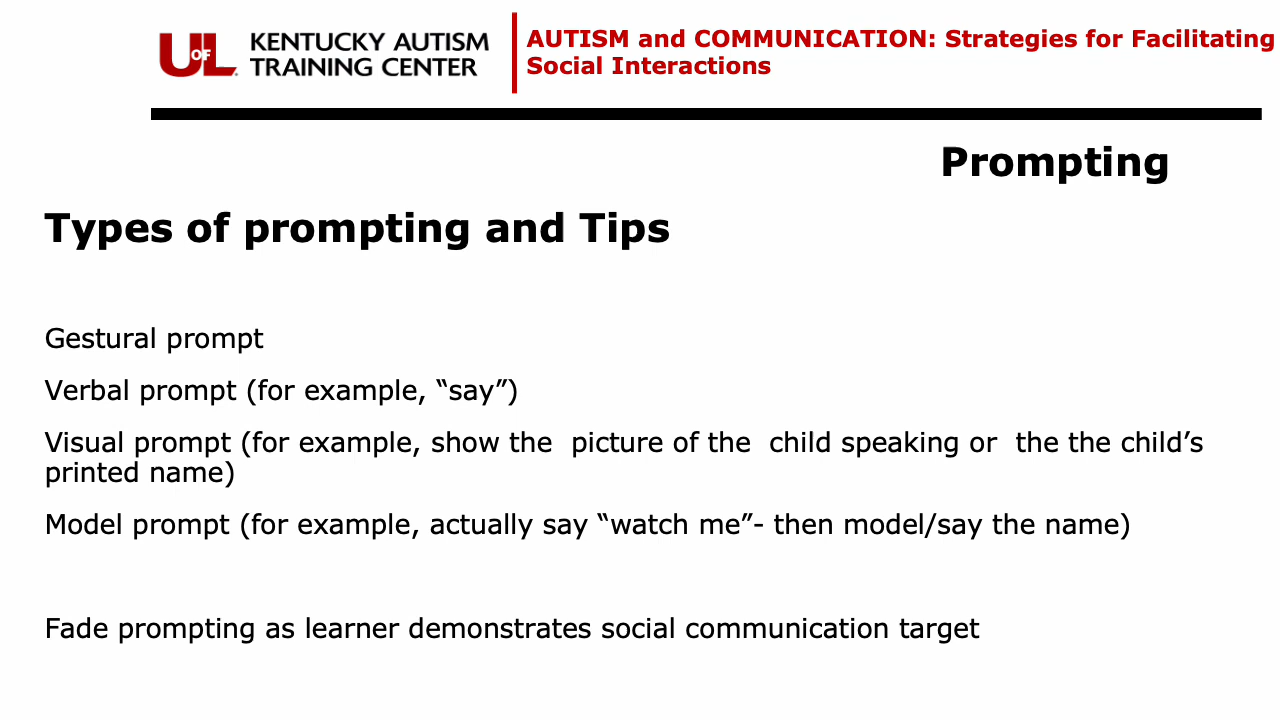 UofL
KENTUCKY AUTISM
TRAINING CENTER
AUTISM and COMMUNICATION: Strategies for Facilitating
Social Interactions
Prompting
Types of prompting and Tips
Gestural prompt
Verbal prompt (for example, “say”)
Visual prompt (for example, show the  picture of the  child speaking or  the the child’s
printed name)
Model prompt (for example, actually say “watch me”- then model/say the name)
Fade prompting as learner demonstrates social communication target